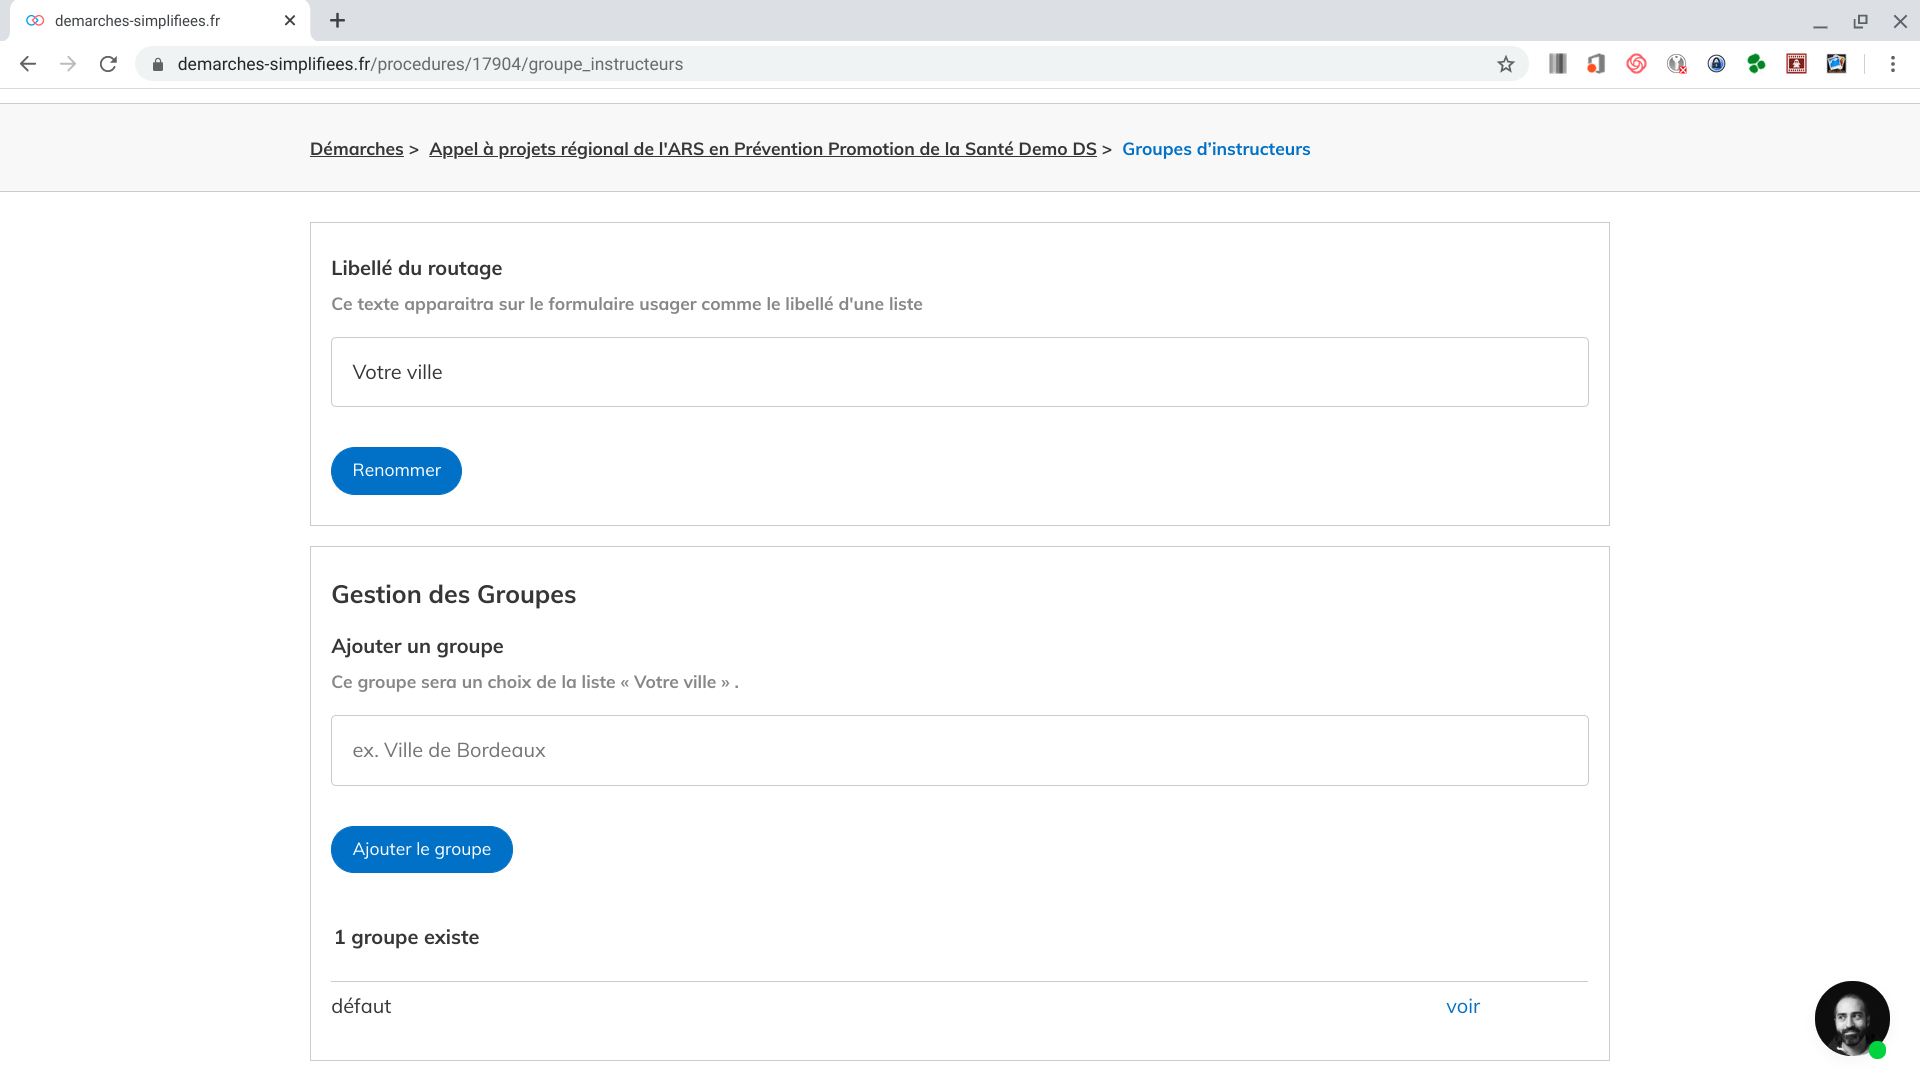 demarches-simplifiees.fr
demarches-simplifiees.fr/procedures/17904/groupe_instructeurs
Démarches > Appel à projets régional de l'ARS en Prévention Promotion de la Santé Demo DS > Groupes d’instructeurs
Libellé du routage
Ce texte apparaitra sur le formulaire usager comme le libellé d'une liste
Votre ville
Renommer
Gestion des Groupes
Ajouter un groupe
Ce groupe sera un choix de la liste « Votre ville » .
ex. Ville de Bordeaux
Ajouter le groupe
1 groupe existe
défaut voir